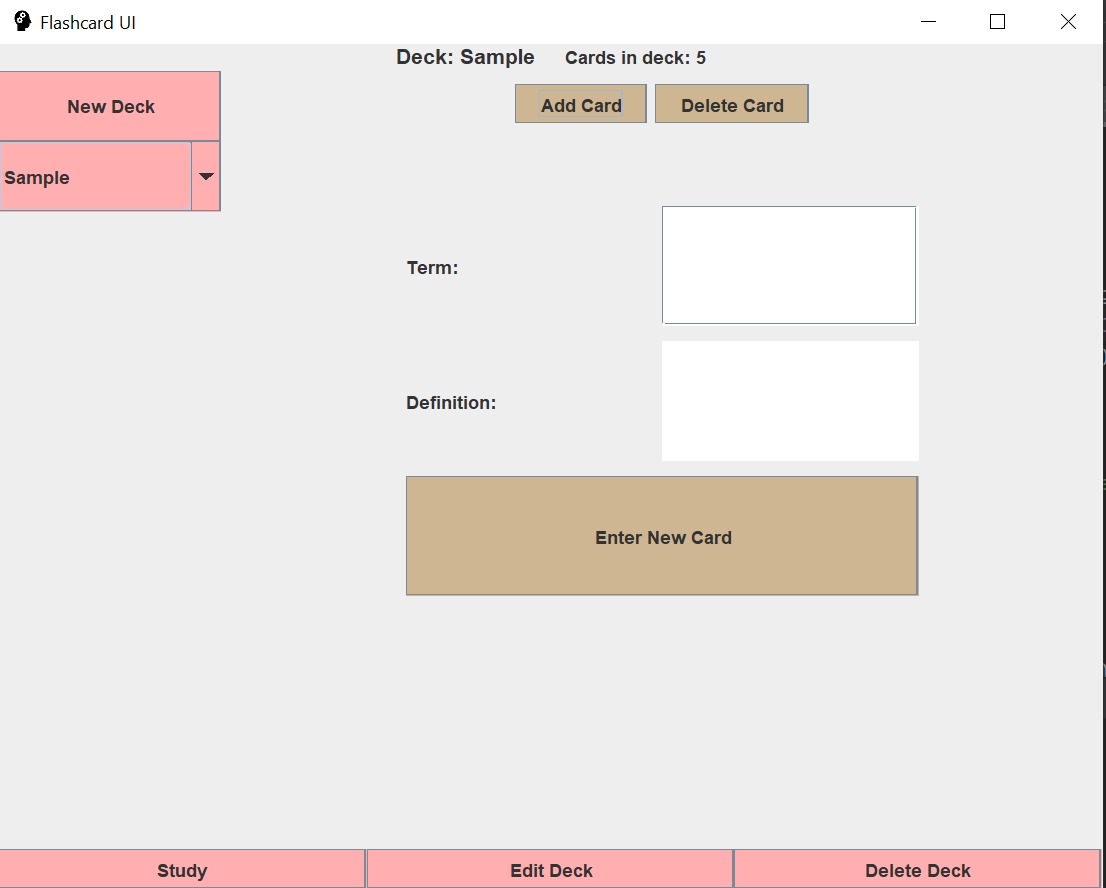 Flashcard UI
Deck: Sample Cards in deck: 5
New Deck
Add Card Delete Card
Sample
Term:
Definition:
Enter New Card
Study Edit Deck Delete Deck